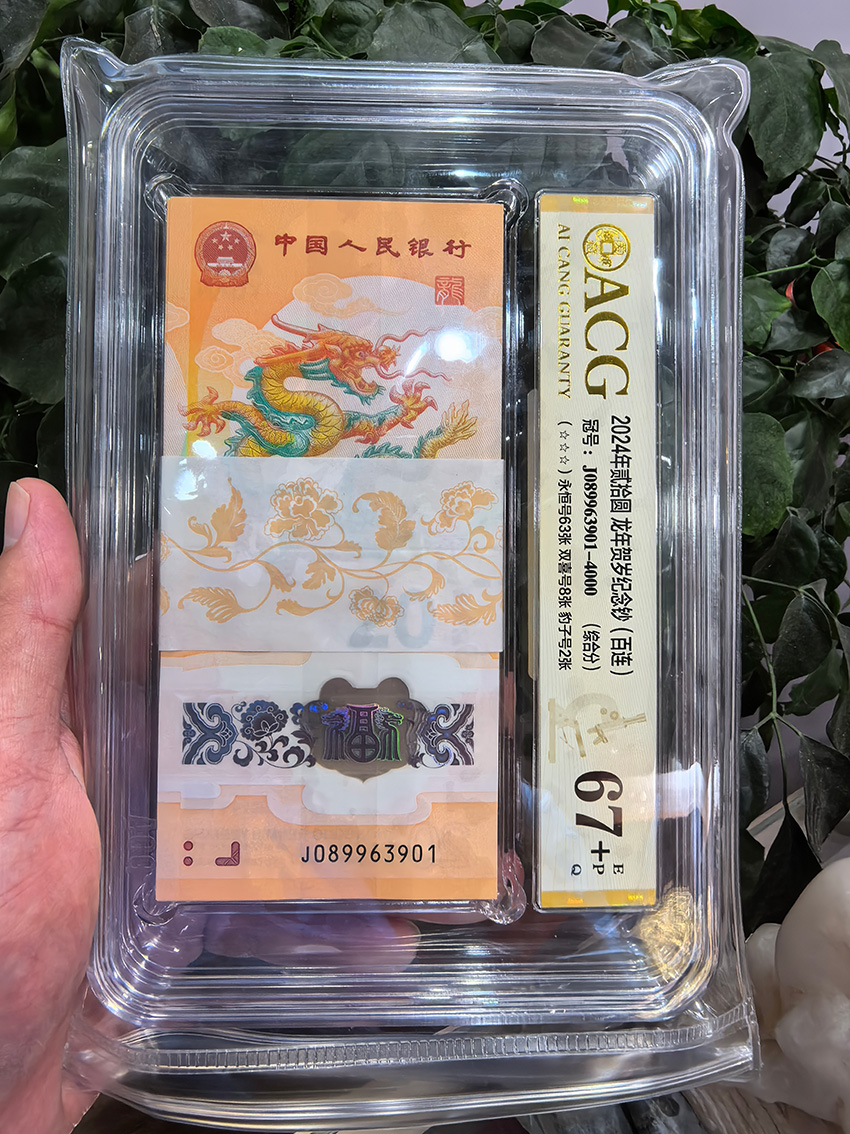 中国人民银行
龍
20
J089963901
ACG
AI CANG GUARANTY
2024年贰拾圆 龙年贺岁纪念钞（百连）
冠号：J089963901-4000 （综合分）
(☆☆☆) 永恒号63张 双喜号8张 豹子号2张
67+
E
P
Q